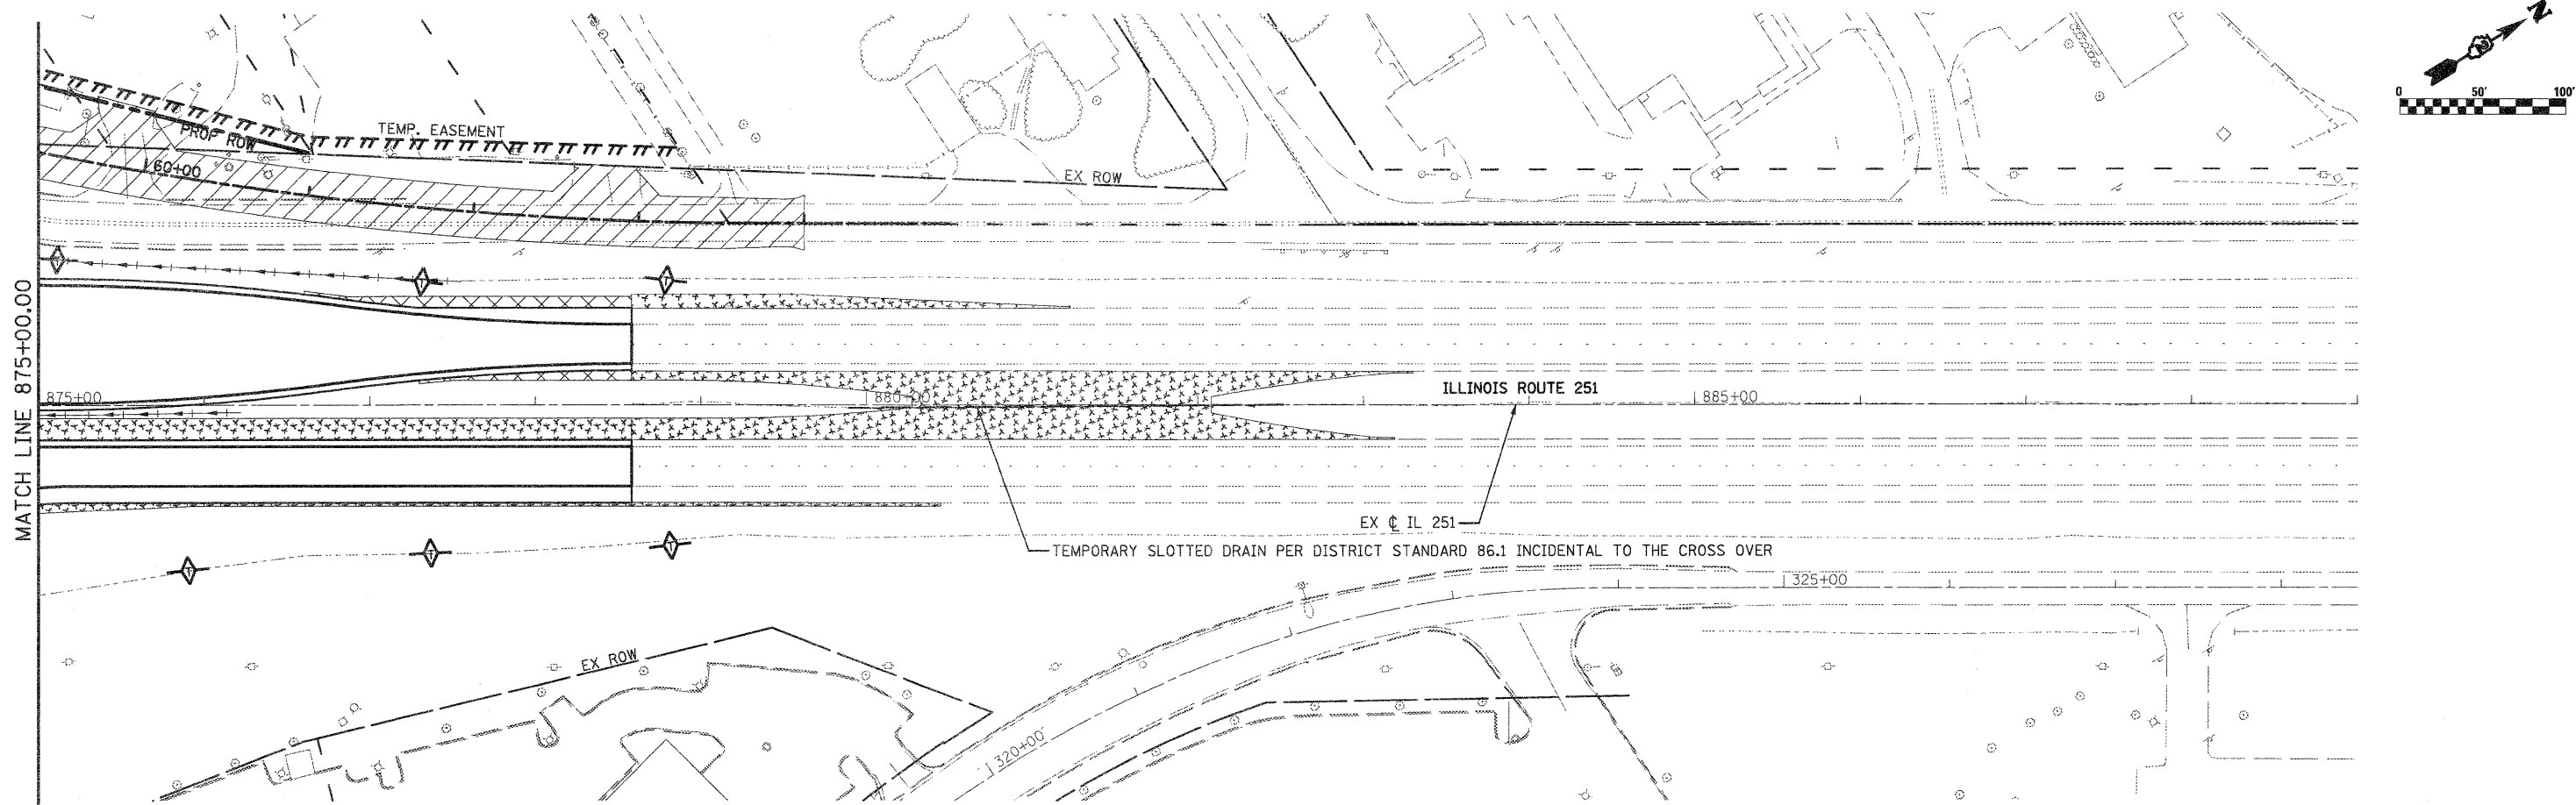 N
0 50' 100'
TEMP. EASEMENT
PROP ROW
60+00
EX ROW
MATCH LINE 875+00.00
875+00
880+00
ILLINOIS ROUTE 251
885+00
EX ℄ IL 251
TEMPORARY SLOTTED DRAIN PER DISTRICT STANDARD 86.1 INCIDENTAL TO THE CROSS OVER
325+00
EX ROW
320+00
T
T
T
T
T
T